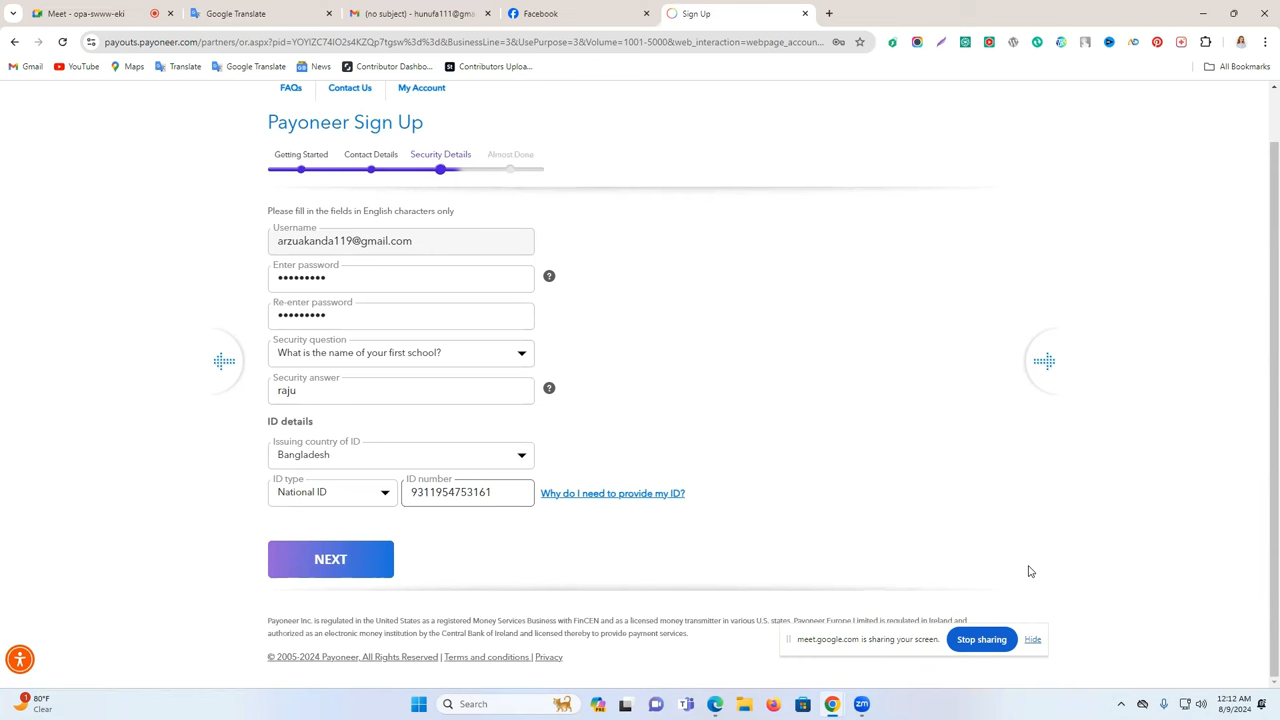 meet.google.com
(no subject) - arzuakanda119@gm
Security Details
Facebook
Sign Up
payouts.payoneer.com/partners/or.aspx?pid=YOYIZC74IO2s4KZQp7tgsw%3d%3d&BusinessLine=3&UsePurpose=3&Volume=1001-5000&web_interaction=webpage_accou...
Gmail
YouTube
Maps
Translate
Google Translate
News
Contributor Dashbo...
Contributors Uploa...
All Bookmarks
FAQs
Contact Us
My Account
Payoneer Sign Up
Getting Started
Contact Details
Security Details
Almost Done
Please fill in the fields in English characters only
Username
arzuakanda119@gmail.com
Enter password
•••••••••
Re-enter password
•••••••••
Security question
What is the name of your first school?
Security answer
raju
ID details
Issuing country of ID
Bangladesh
ID type
National ID
ID number
9311954753161
Why do I need to provide my ID?
NEXT
Payoneer Inc. is regulated in the United States as a registered Money Services Business with FinCEN and as a licensed money transmitter in various U.S. states. Payoneer Europe Limited is regulated in Ireland and
authorized as an electronic money institution by the Central Bank of Ireland and licensed thereby to provide payment services.
© 2005-2024 Payoneer, All Rights Reserved | Terms and conditions | Privacy
meet.google.com is sharing your screen.
Stop sharing
Hide
1
80°F
Clear
Search
12:12 AM
8/9/2024